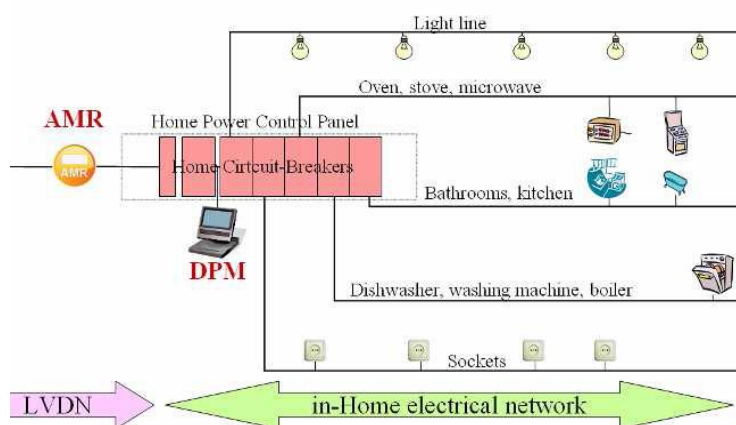 Light line
Oven, stove, microwave
AMR
Home Power Control Panel
AMR
Home Cirtcuit-Breakers
Bathrooms, kitchen
DPM
Dishwasher, washing machine, boiler
Sockets
LVDN
in-Home electrical network